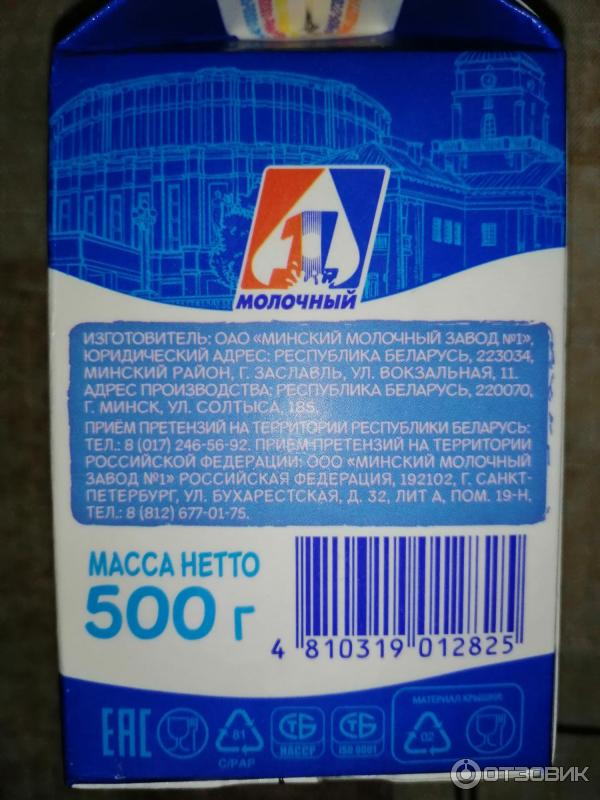 1
МОЛОЧНЫЙ
ИЗГОТОВИТЕЛЬ: ОАО «МИНСКИЙ МОЛОЧНЫЙ ЗАВОД №1»,
ЮРИДИЧЕСКИЙ АДРЕС: РЕСПУБЛИКА БЕЛАРУСЬ, 223034,
МИНСКИЙ РАЙОН, Г. ЗАСЛАВЛЬ, УЛ. ВОКЗАЛЬНАЯ, 11.
АДРЕС ПРОИЗВОДСТВА: РЕСПУБЛИКА БЕЛАРУСЬ, 220070,
Г. МИНСК, УЛ. СОЛТЫСА, 185.
ПРИЁМ ПРЕТЕНЗИЙ НА ТЕРРИТОРИИ РЕСПУБЛИКИ БЕЛАРУСЬ:
ТЕЛ.: 8 (017) 246-56-92. ПРИЁМ ПРЕТЕНЗИЙ НА ТЕРРИТОРИИ
РОССИЙСКОЙ ФЕДЕРАЦИИ: ООО «МИНСКИЙ МОЛОЧНЫЙ
ЗАВОД №1» РОССИЙСКАЯ ФЕДЕРАЦИЯ, 192102, Г. САНКТ-
ПЕТЕРБУРГ, УЛ. БУХАРЕСТСКАЯ, Д. 32, ЛИТ А, ПОМ. 19-Н.
ТЕЛ.: 8 (812) 677-01-75.
МАССА НЕТТО
500 г
4 810319 012825
МАТЕРИАЛ КРЫШКИ:
EAC 81 СТБ СТБ 02
C/PAP НАССР ISO 9001
ОТЗОВИК